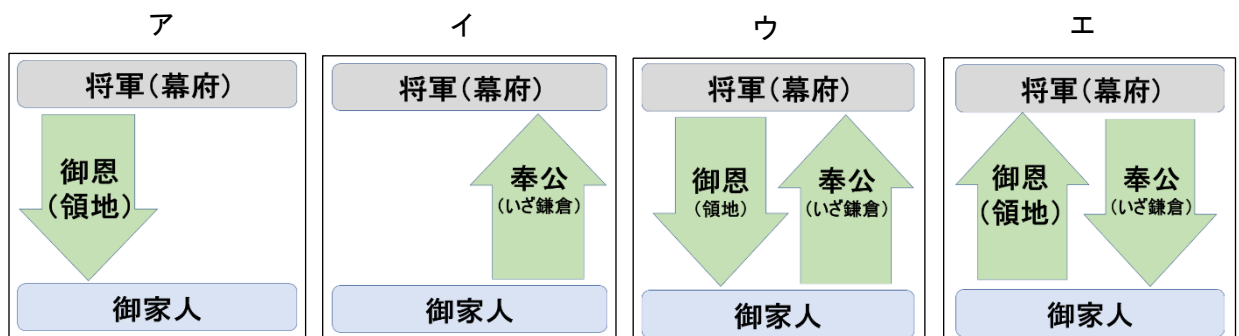 ア
将軍(幕府)
御恩
(領地)
御家人
イ
将軍(幕府)
奉公
(いざ鎌倉)
御家人
ウ
将軍(幕府)
御恩
(領地)
奉公
(いざ鎌倉)
御家人
エ
将軍(幕府)
御恩
(領地)
奉公
(いざ鎌倉)
御家人